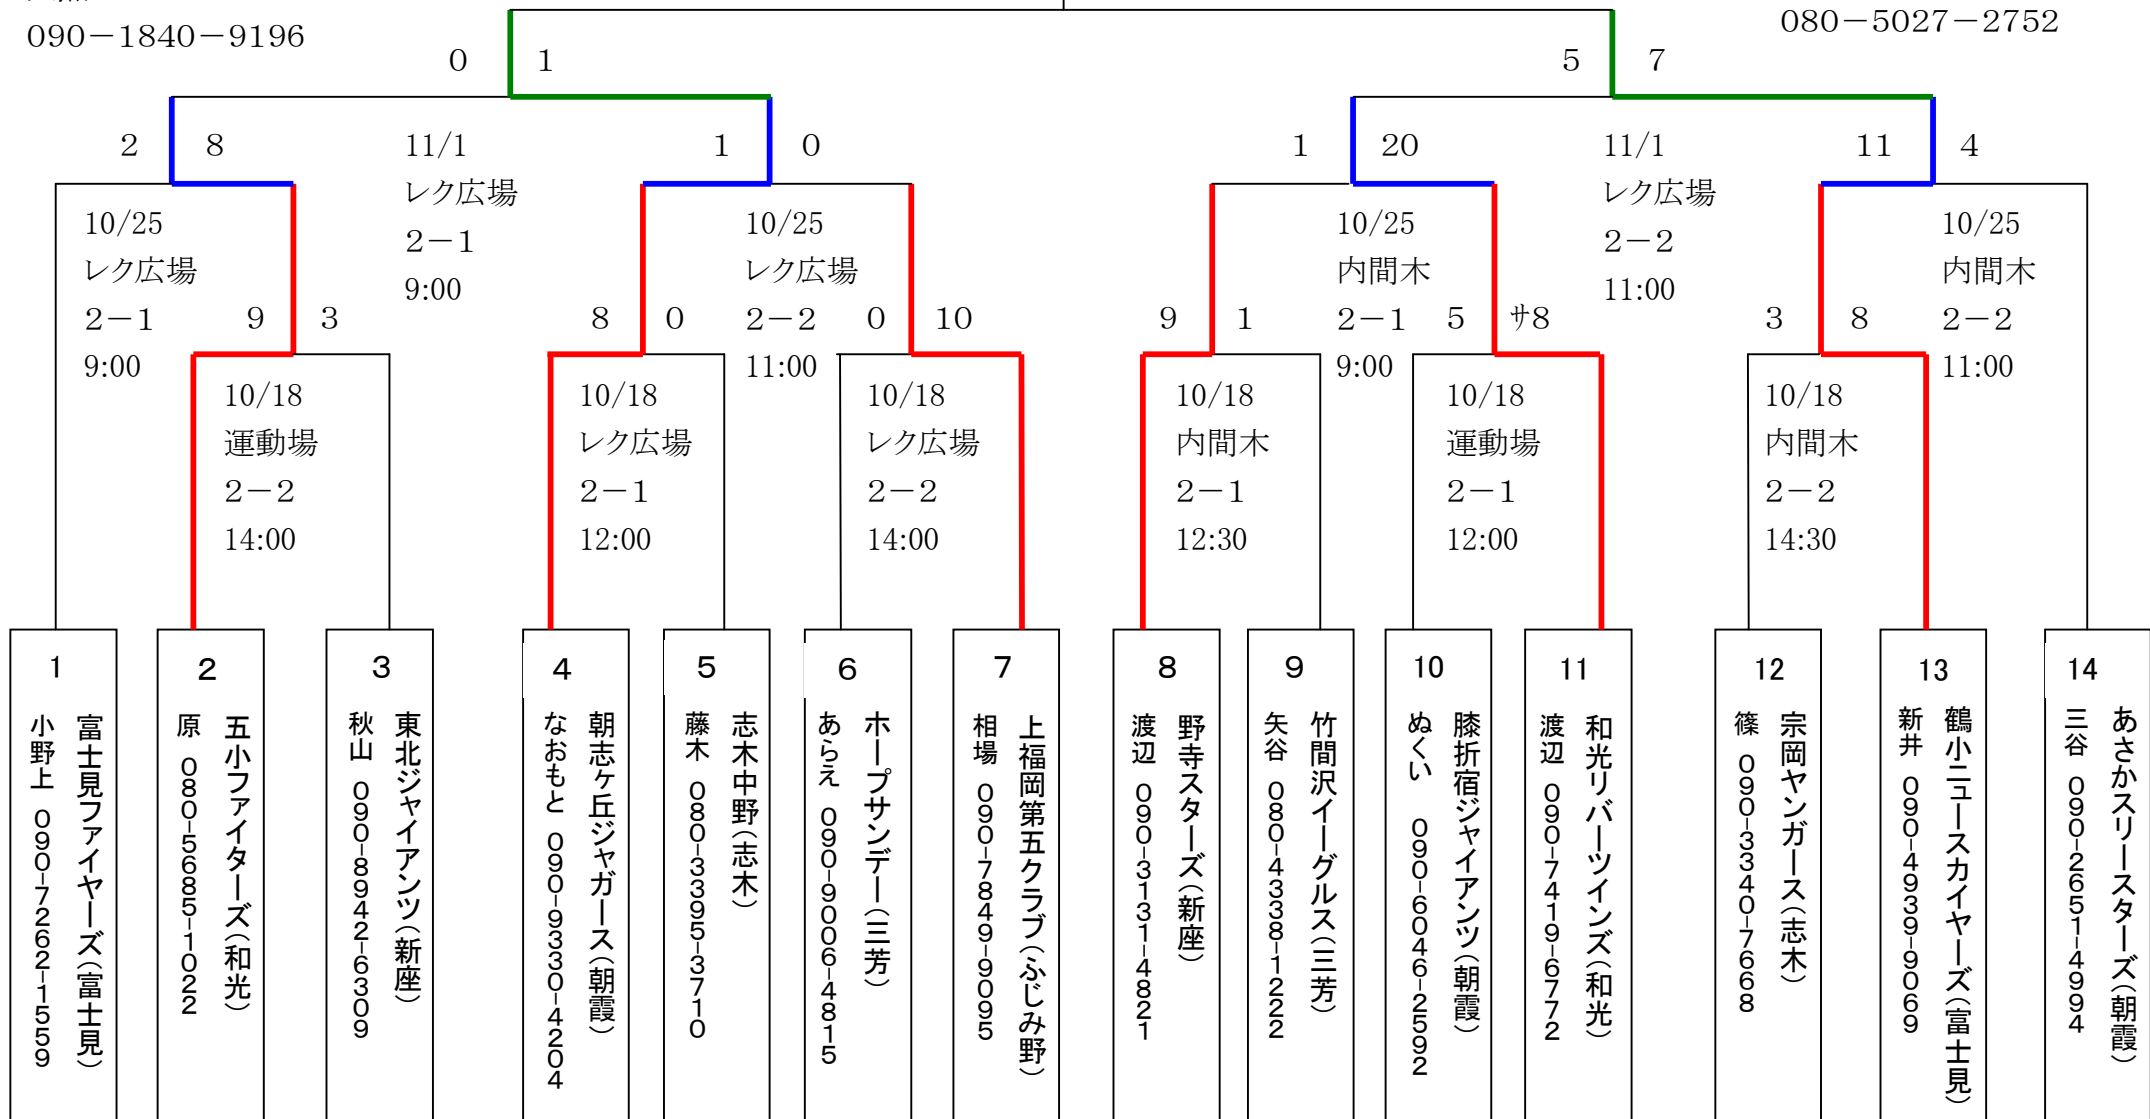 090－1840－9196
080－5027－2752
0 1
5 7
2 8
11/1
レク広場
2－1
9:00
1 0
1 20
11/1
レク広場
2－2
11:00
11 4
10/25
レク広場
2－1
9:00
10/25
レク広場
2－2
11:00
10/25
内間木
2－1
9:00
10/25
内間木
2－2
11:00
9 3
8 0
0 10
9 1
5 ｻ8
3 8
10/18
運動場
2－2
14:00
10/18
レク広場
2－1
12:00
10/18
レク広場
2－2
14:00
10/18
内間木
2－1
12:30
10/18
運動場
2－1
12:00
10/18
内間木
2－2
14:30
1
富士見ファイヤーズ（富士見）
小野上 090-7262-1559
2
五小ファイターズ（和光）
原 080-5685-1022
3
東北ジャイアンツ（新座）
秋山 090-8942-6309
4
朝志ヶ丘ジャガース（朝霞）
なおもと 090-9330-4204
5
志木中野（志木）
藤木 080-3395-3710
6
ホープサンデー（三芳）
あらえ 090-9006-4815
7
上福岡第五クラブ（ふじみ野）
相場 090-7849-9095
8
野寺スターズ（新座）
渡辺 090-3131-4821
9
竹間沢イーグルス（三芳）
矢谷 080-4338-1222
10
膝折宿ジャイアンツ（朝霞）
ぬくい 090-6046-2592
11
和光リバーツインズ（和光）
渡辺 090-7419-6772
12
宗岡ヤンガース（志木）
篠 090-3340-7668
13
鶴小ニュースカイヤーズ（富士見）
新井 090-4939-9069
14
あさかスリースターズ（朝霞）
三谷 090-2651-4994